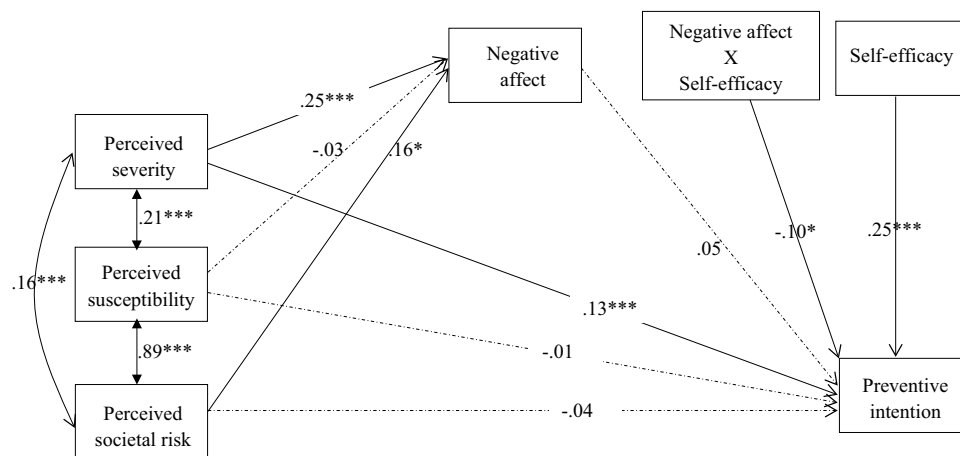 Negative
affect
Negative affect
X
Self-efficacy
Self-efficacy
.25***
Perceived
severity
-.03
.16*
.21***
-.10*
.25***
.05
.16***
Perceived
susceptibility
.13***
.89***
-.01
Perceived
societal risk
-.04
Preventive
intention